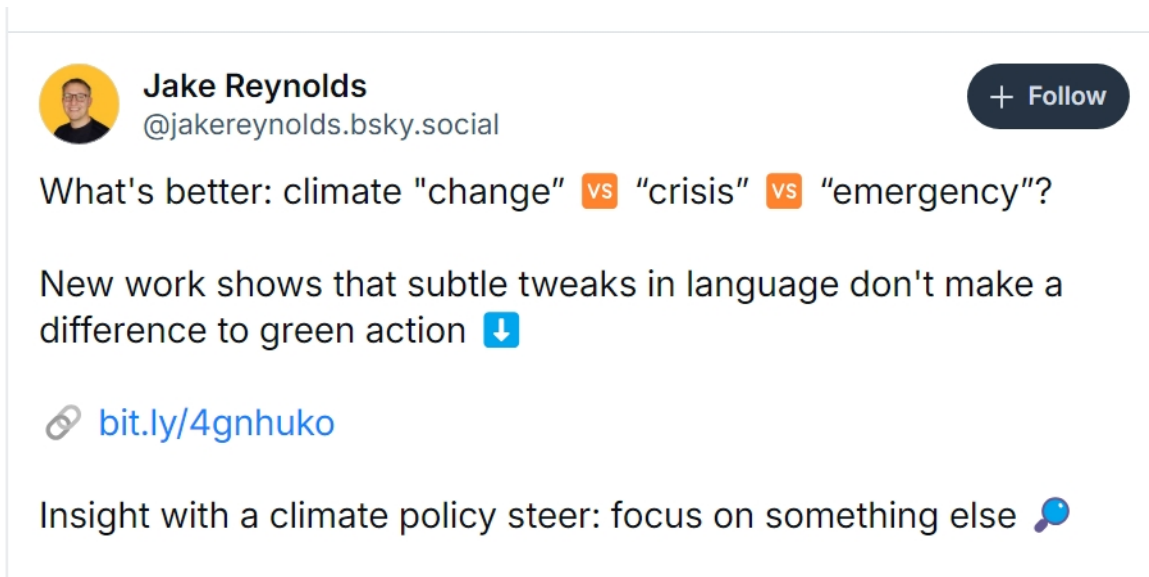 Jake Reynolds
@jakereynolds.bsky.social
+ Follow
What's better: climate "change” 🆚 “crisis” 🆚 “emergency”?
New work shows that subtle tweaks in language don't make a
difference to green action ⬇️
🔗 bit.ly/4gnhuko
Insight with a climate policy steer: focus on something else 🔎